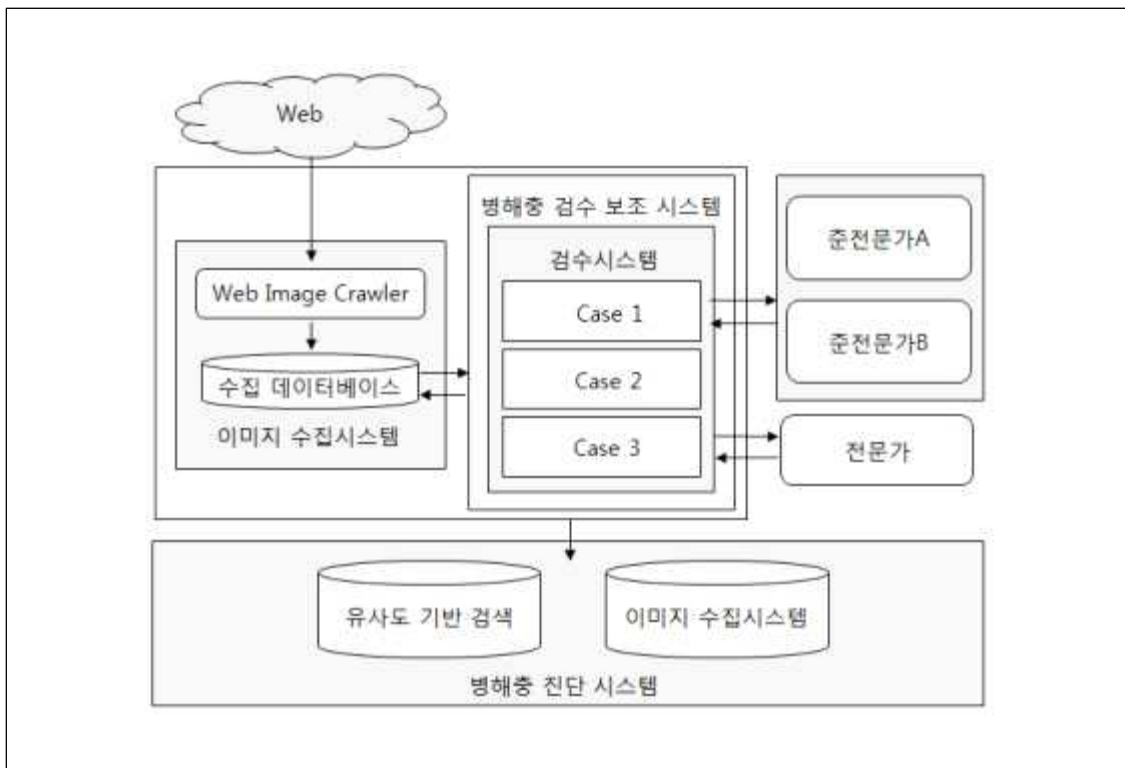 Web
병해충 검수 보조 시스템
검수시스템
Web Image Crawler
수집 데이터베이스
이미지 수집시스템
Case 1
Case 2
Case 3
준전문가A
준전문가B
전문가
유사도 기반 검색
이미지 수집시스템
병해충 진단 시스템